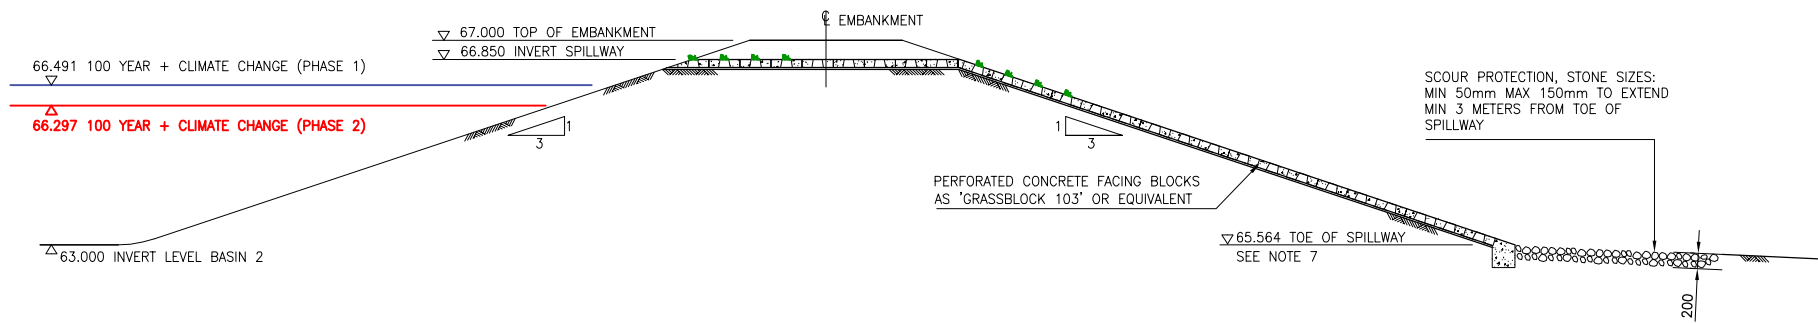 ℄ EMBANKMENT
67.000 TOP OF EMBANKMENT
66.850 INVERT SPILLWAY
66.491 100 YEAR + CLIMATE CHANGE (PHASE 1)
66.297 100 YEAR + CLIMATE CHANGE (PHASE 2)
1
3
1
3
SCOUR PROTECTION, STONE SIZES:
MIN 50mm MAX 150mm TO EXTEND
MIN 3 METERS FROM TOE OF
SPILLWAY
PERFORATED CONCRETE FACING BLOCKS
AS 'GRASSBLOCK 103' OR EQUIVALENT
65.564 TOE OF SPILLWAY
SEE NOTE 7
63.000 INVERT LEVEL BASIN 2
200